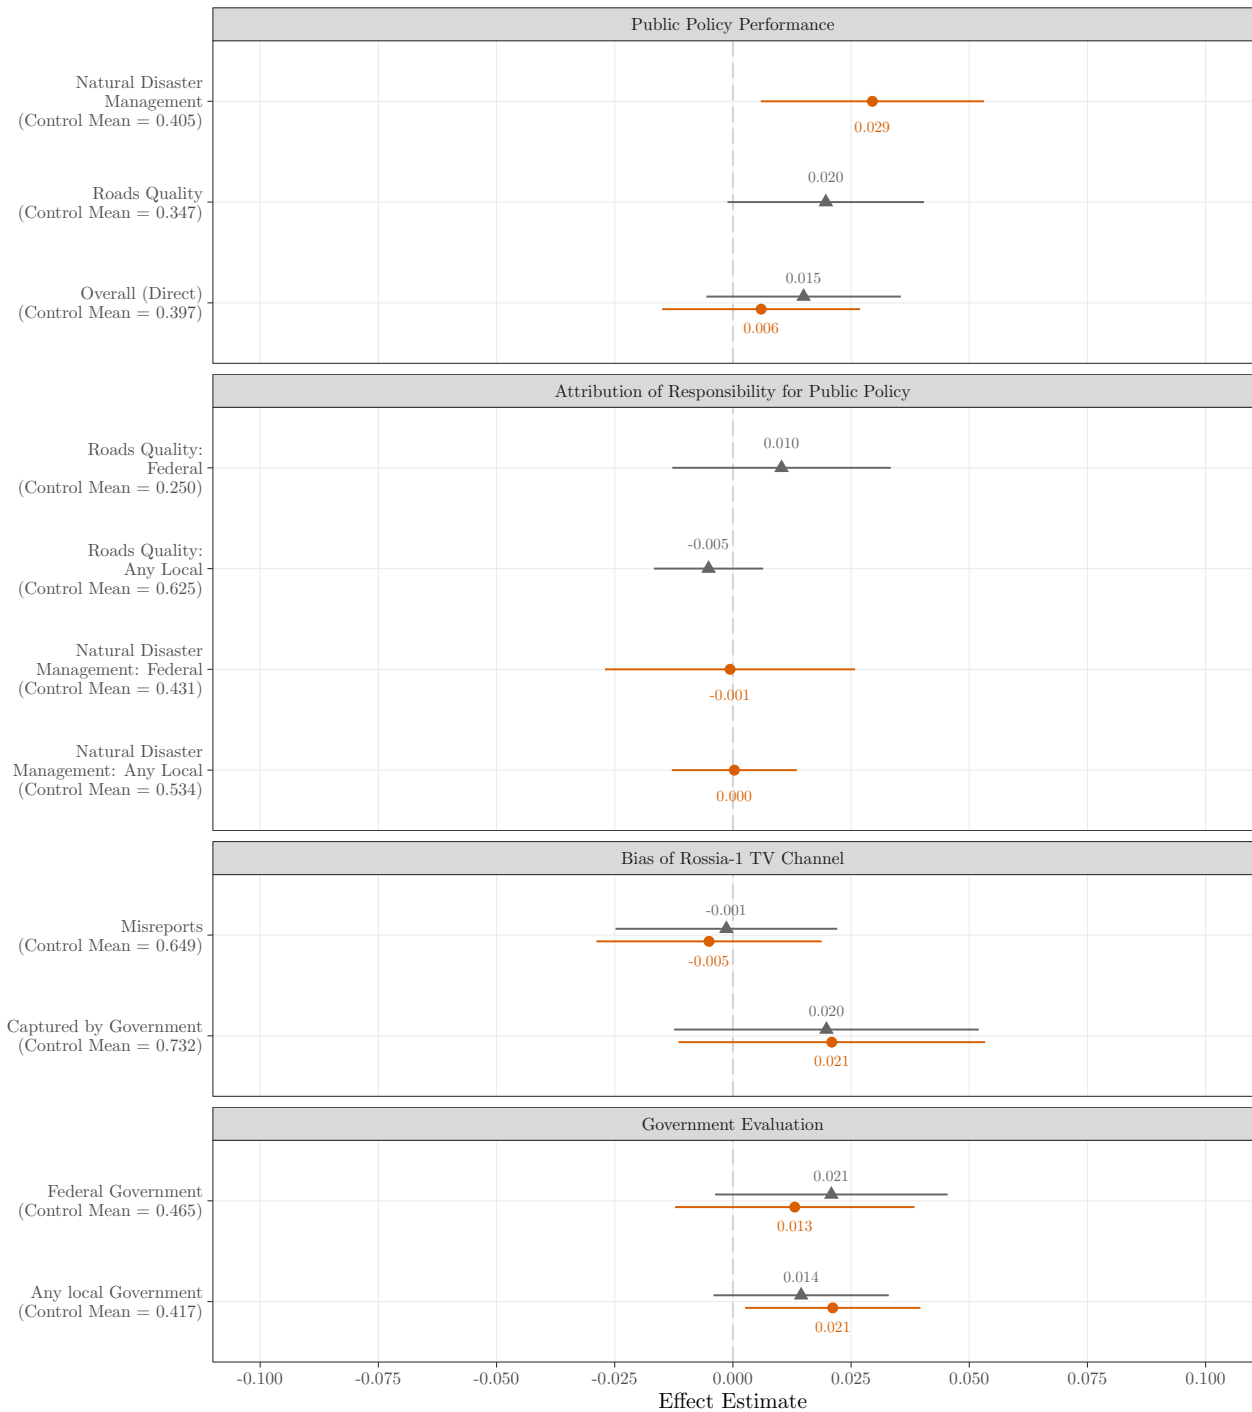 Public Policy Performance
Natural Disaster
Management
(Control Mean = 0.405)
0.029
0.020
Roads Quality
(Control Mean = 0.347)
0.015
Overall (Direct)
(Control Mean = 0.397)
0.006
Attribution of Responsibility for Public Policy
0.010
Roads Quality:
Federal
(Control Mean = 0.250)
-0.005
Roads Quality:
Any Local
(Control Mean = 0.625)
Natural Disaster
Management: Federal
(Control Mean = 0.431)
-0.001
Natural Disaster
Management: Any Local
(Control Mean = 0.534)
0.000
Bias of Rossia-1 TV Channel
-0.001
Misreports
(Control Mean = 0.649)
-0.005
0.020
Captured by Government
(Control Mean = 0.732)
0.021
Government Evaluation
0.021
Federal Government
(Control Mean = 0.465)
0.013
0.014
Any local Government
(Control Mean = 0.417)
0.021
-0.100 -0.075 -0.050 -0.025 0.000 0.025 0.050 0.075 0.100
Effect Estimate